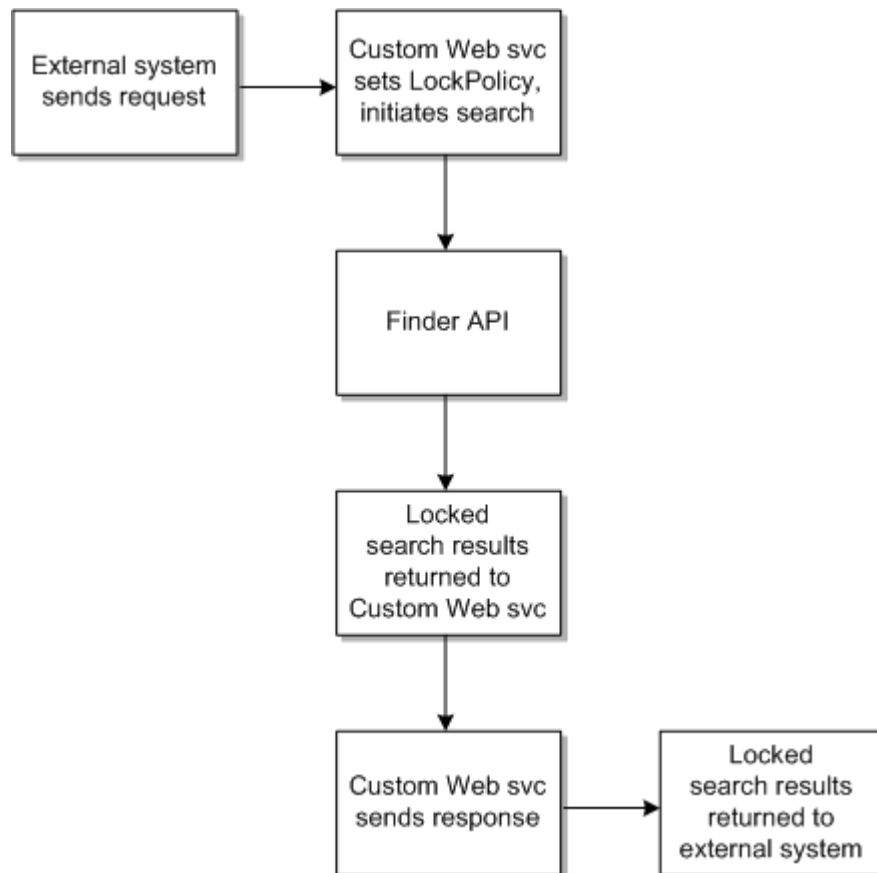 External system
sends request
Custom Web svc
sets LockPolicy,
initiates search
Finder API
Locked
search results
returned to
Custom Web svc
Custom Web svc
sends response
Locked
search results
returned to
external system